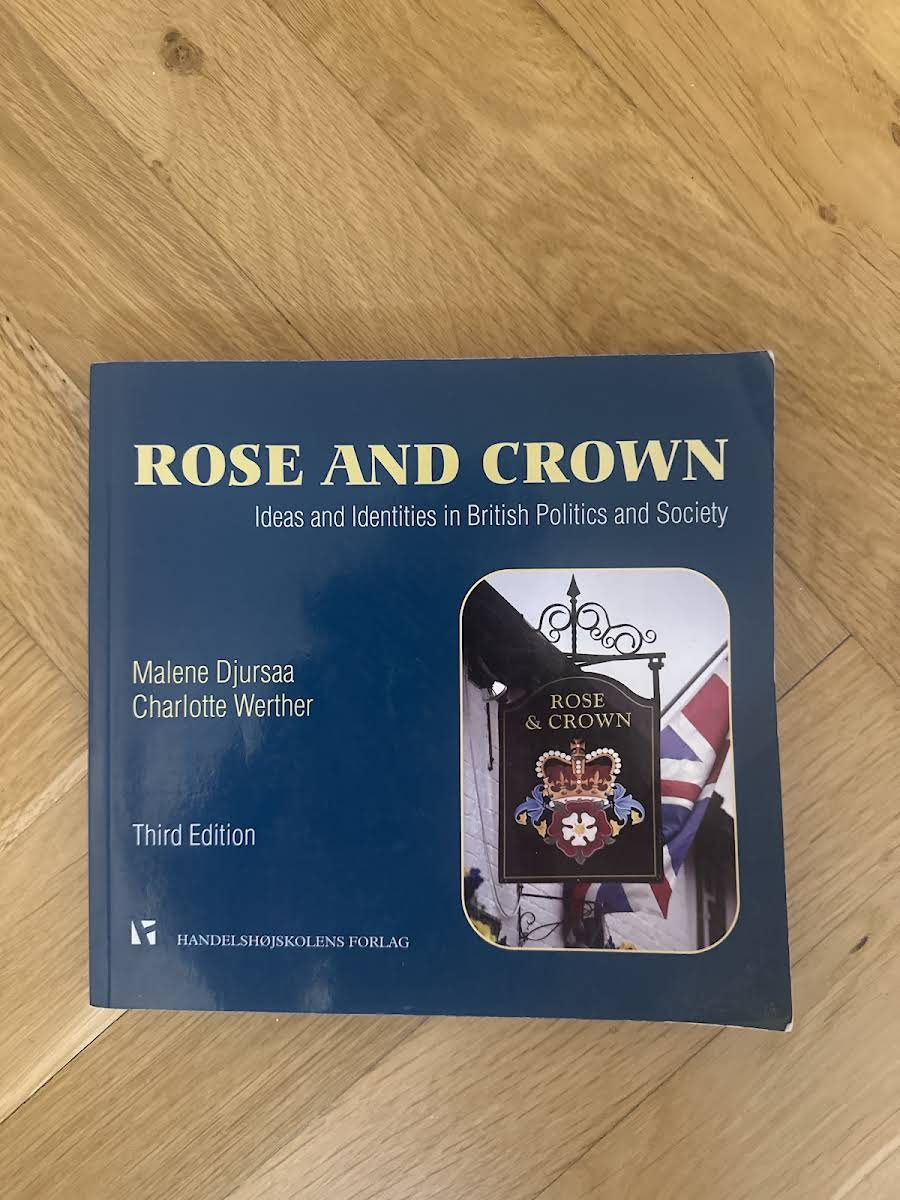 ROSE AND CROWN
Ideas and Identities in British Politics and Society
Malene Djursaa
Charlotte Werther
ROSE
& CROWN
Third Edition
HANDELSHØJSKOLENS FORLAG